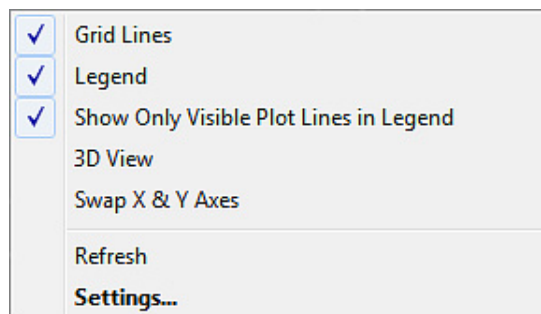 Grid Lines
Legend
Show Only Visible Plot Lines in Legend
3D View
Swap X & Y Axes
Refresh
Settings...